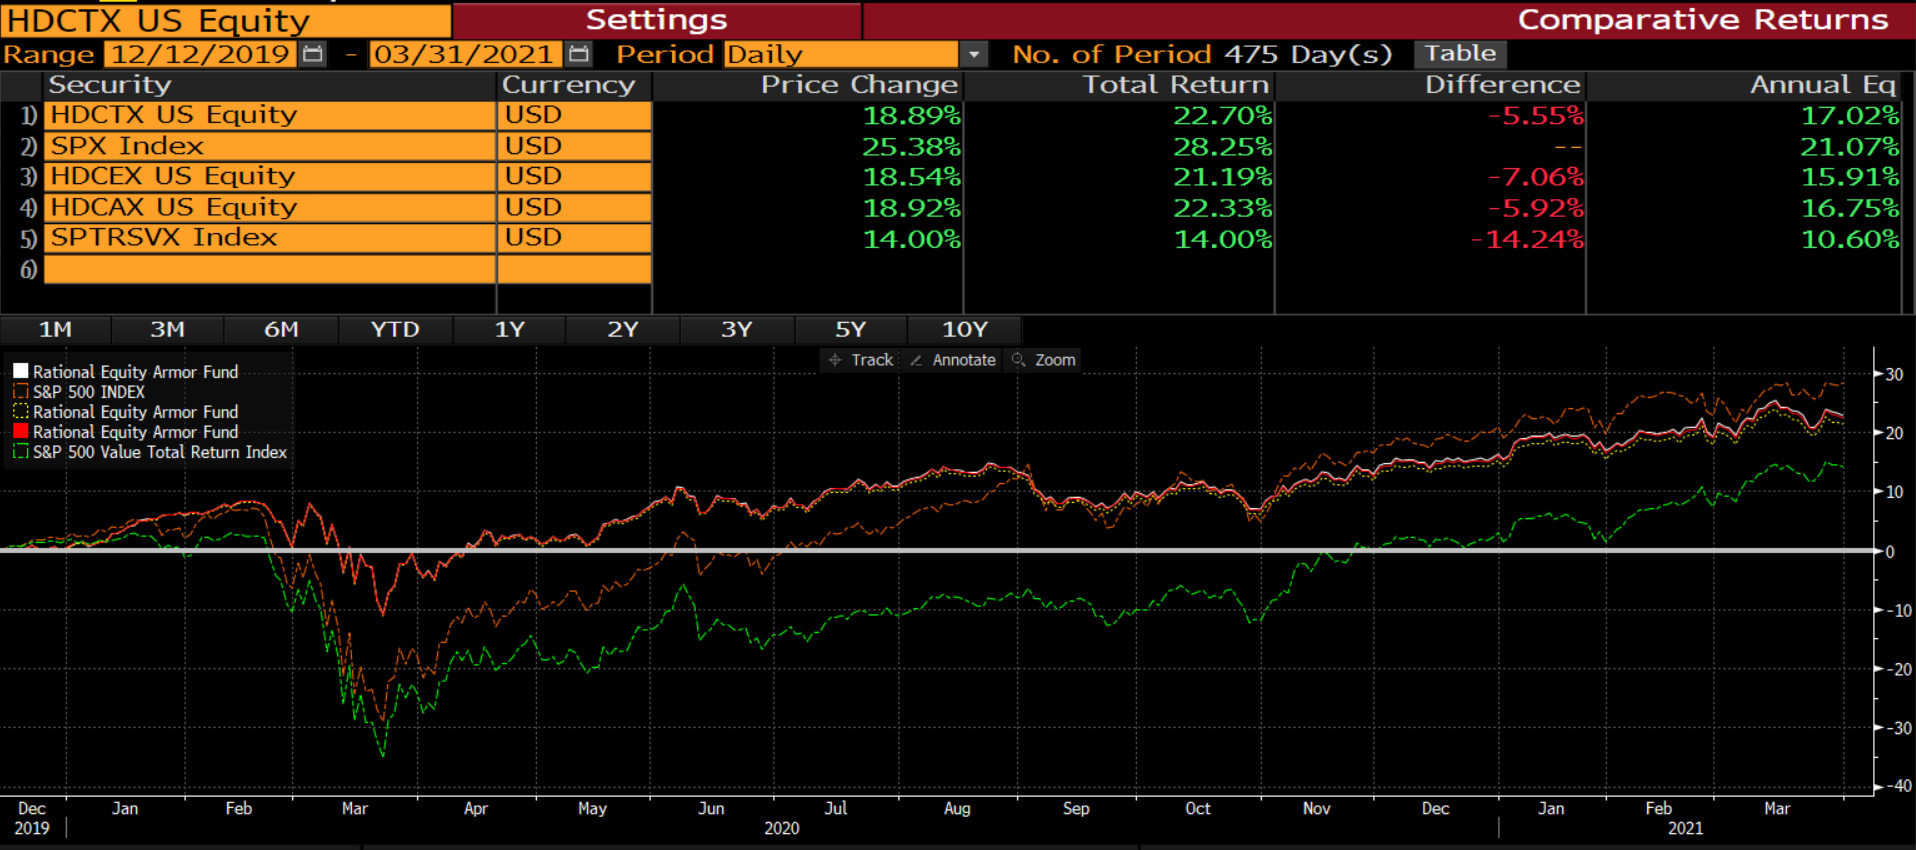 HDCTX US Equity Settings Comparative Returns
Range 12/12/2019 - 03/31/2021 Period Daily No. of Period 475 Day(s) Table
Security Currency Price Change Total Return Difference Annual Eq
1) HDCTX US Equity USD 18.89% 22.70% -5.55% 17.02%
2) SPX Index USD 25.38% 28.25% -- 21.07%
3) HDCEX US Equity USD 18.54% 21.19% -7.06% 15.91%
4) HDCAX US Equity USD 18.92% 22.33% -5.92% 16.75%
5) SPTRSVX Index USD 14.00% 14.00% -14.24% 10.60%
6)
1M 3M 6M YTD 1Y 2Y 3Y 5Y 10Y
Track Annotate Zoom
Rational Equity Armor Fund
S&P 500 INDEX
Rational Equity Armor Fund
Rational Equity Armor Fund
S&P 500 Value Total Return Index
30
20
10
0
-10
-20
-30
-40
Dec Jan Feb Mar Apr May Jun Jul Aug Sep Oct Nov Dec Jan Feb Mar
2019 2020 2021